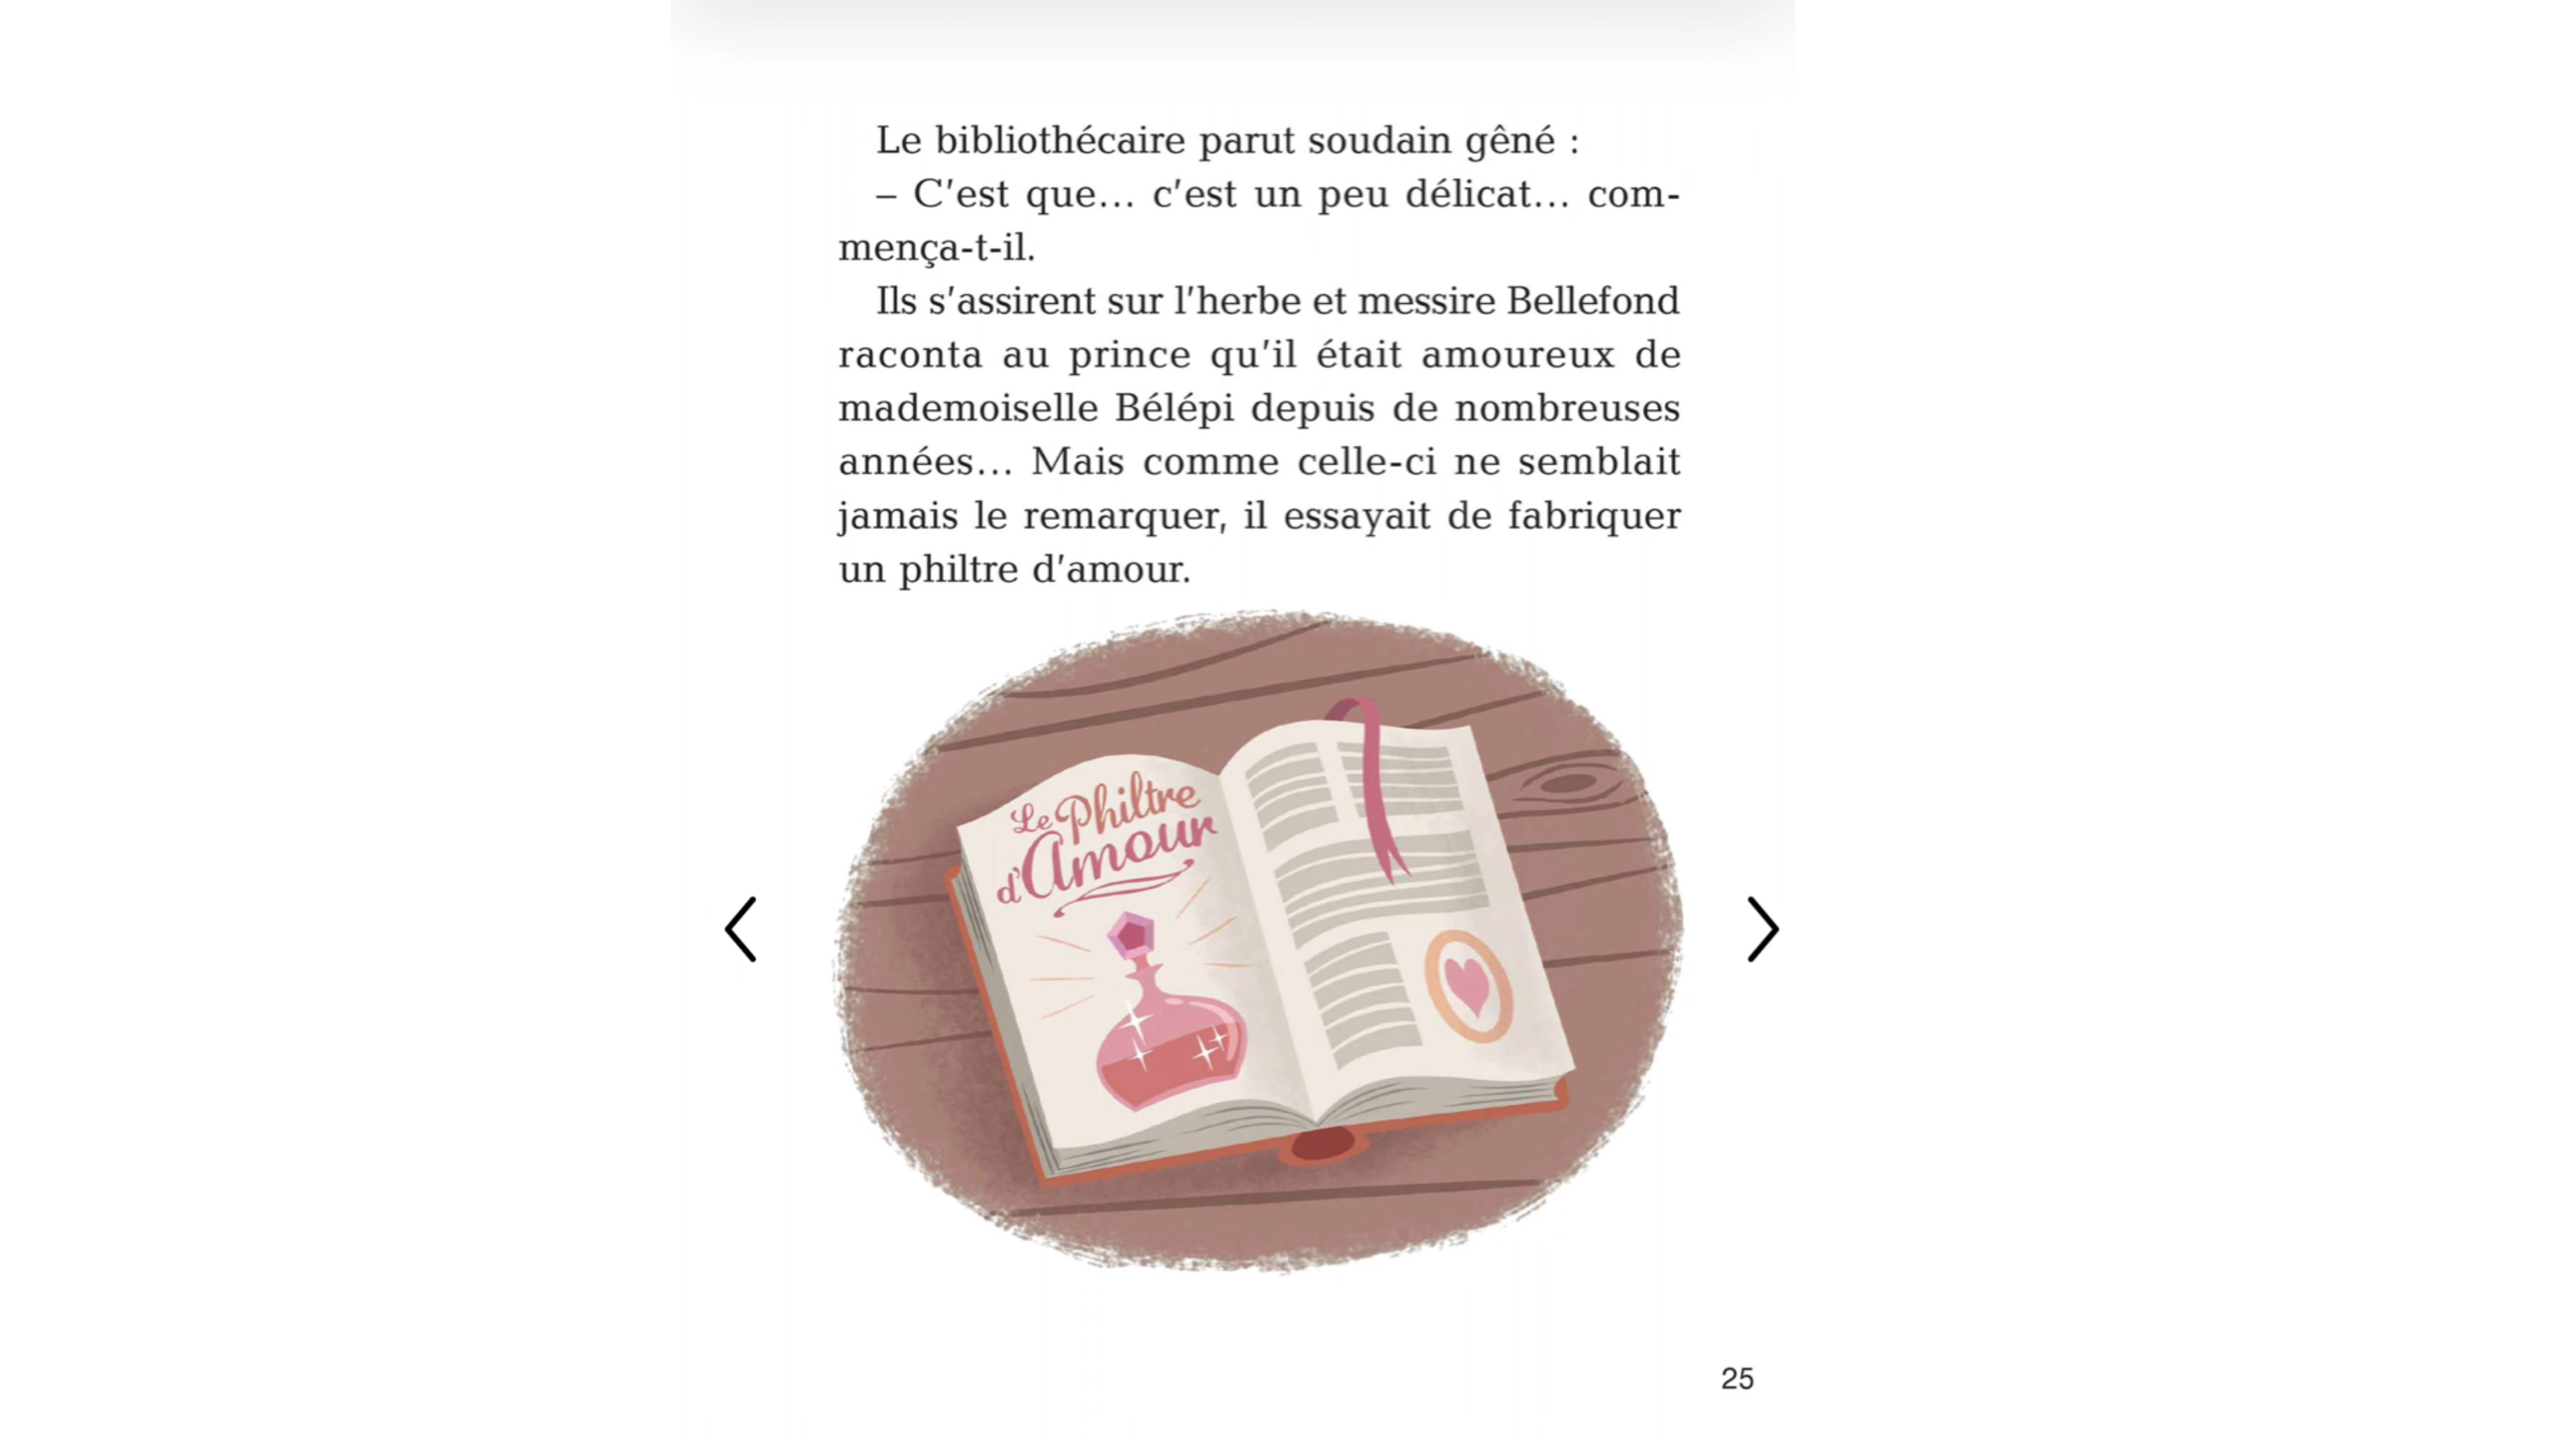 Le bibliothécaire parut soudain gêné :
– C’est que… c’est un peu délicat… com-
mença-t-il.
Ils s’assirent sur l’herbe et messire Bellefond
raconta au prince qu’il était amoureux de
mademoiselle Bélépi depuis de nombreuses
années… Mais comme celle-ci ne semblait
jamais le remarquer, il essayait de fabriquer
un philtre d’amour.
Le Philtre
d’Amour
25